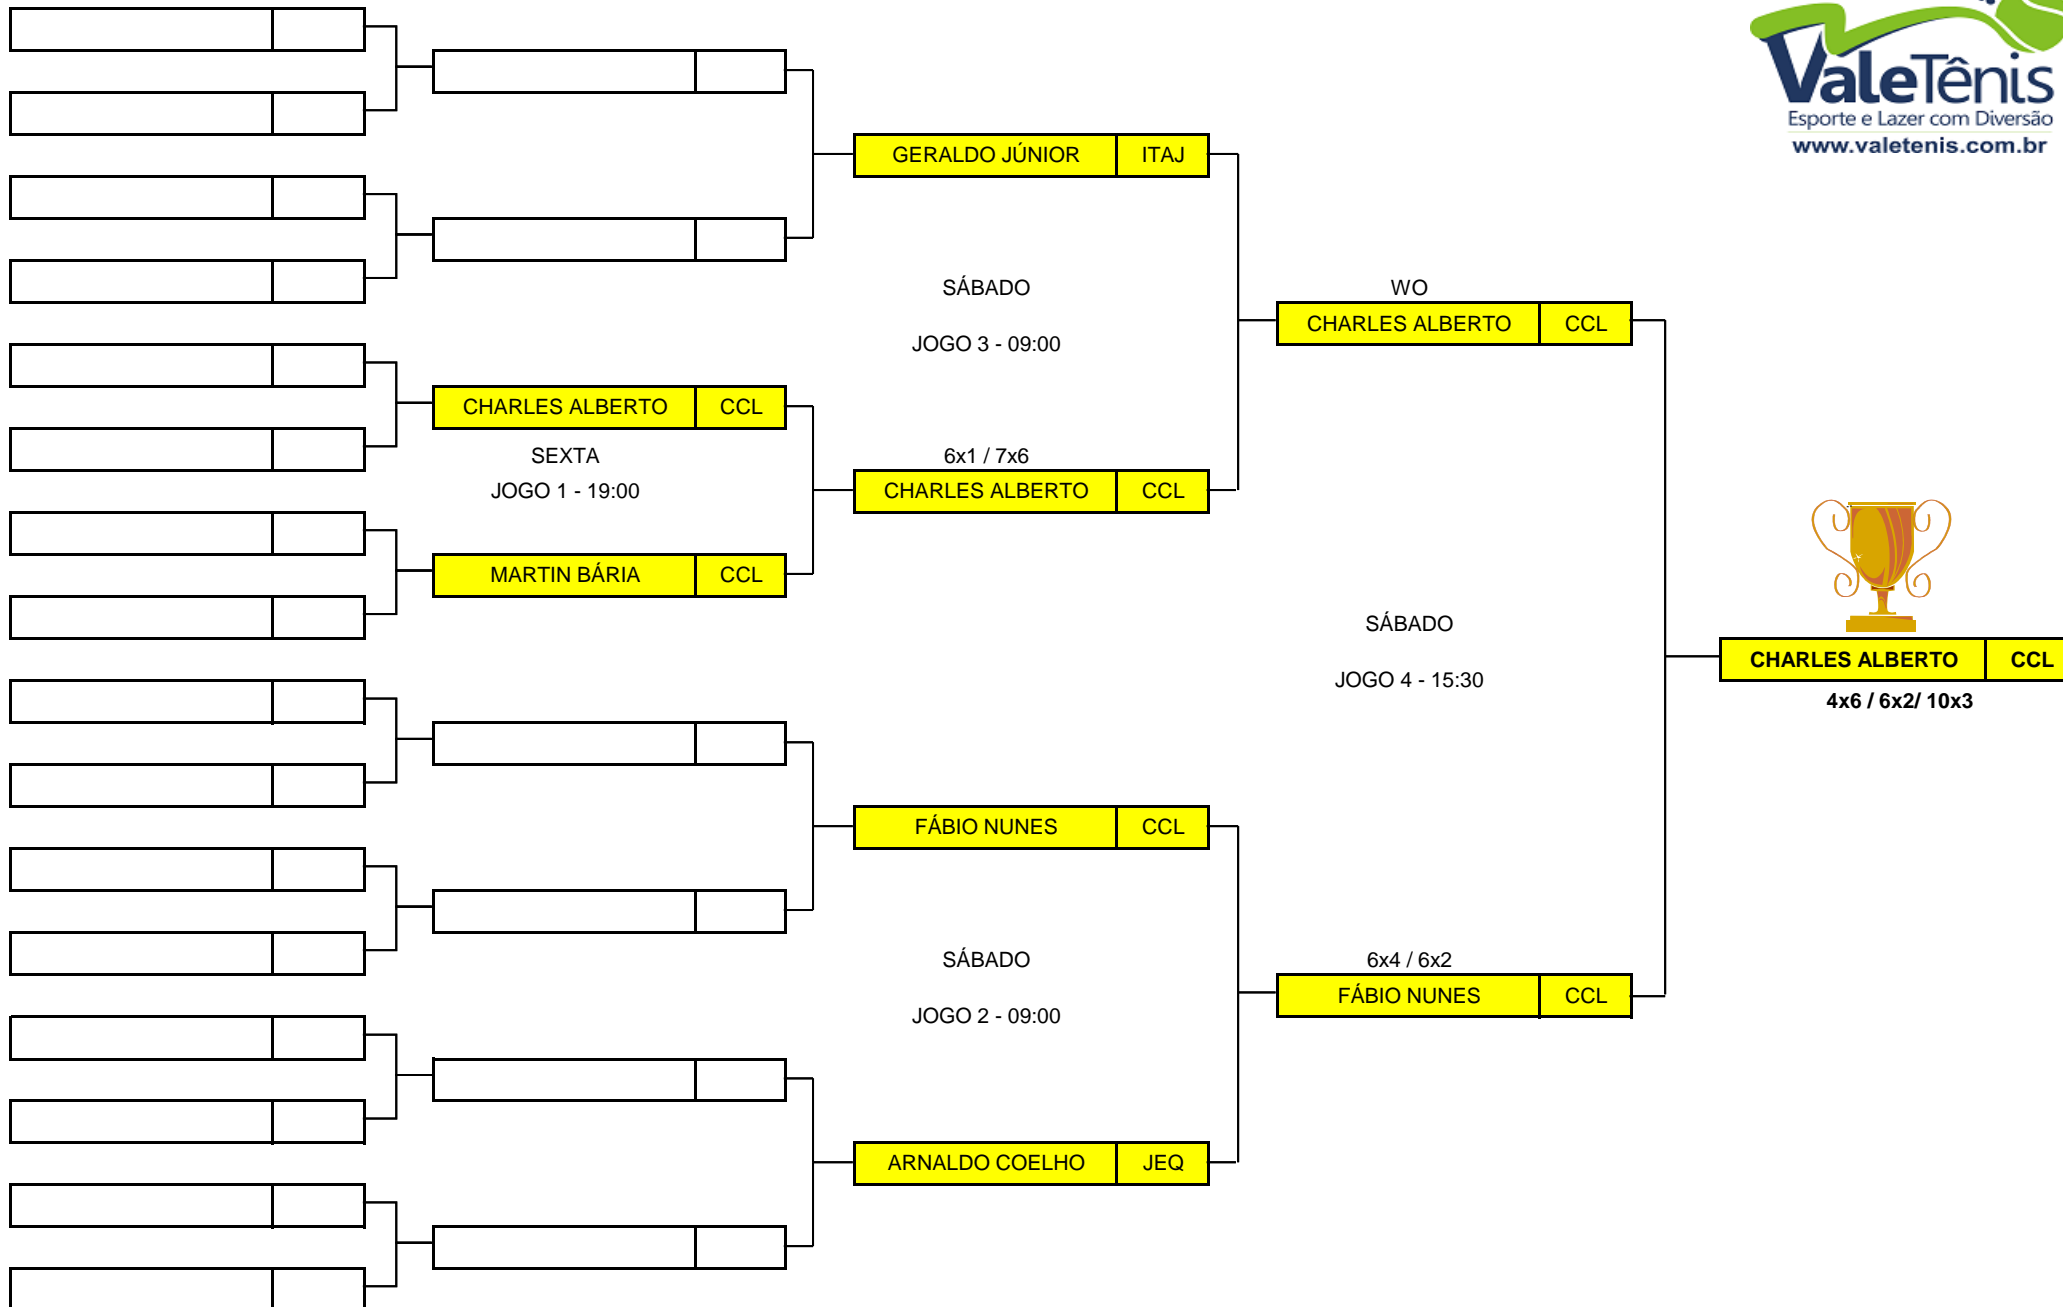 ValeTênis
Esporte e Lazer com Diversão
www.valetenis.com.br
GERALDO JÚNIOR ITAJ
SÁBADO
WO
CHARLES ALBERTO CCL
JOGO 3 - 09:00
CHARLES ALBERTO CCL
SEXTA
6x1 / 7x6
JOGO 1 - 19:00
CHARLES ALBERTO CCL
MARTIN BÁRIA CCL
SÁBADO
CHARLES ALBERTO CCL
JOGO 4 - 15:30
4x6 / 6x2/ 10x3
FÁBIO NUNES CCL
SÁBADO
6x4 / 6x2
FÁBIO NUNES CCL
JOGO 2 - 09:00
ARNALDO COELHO JEQ